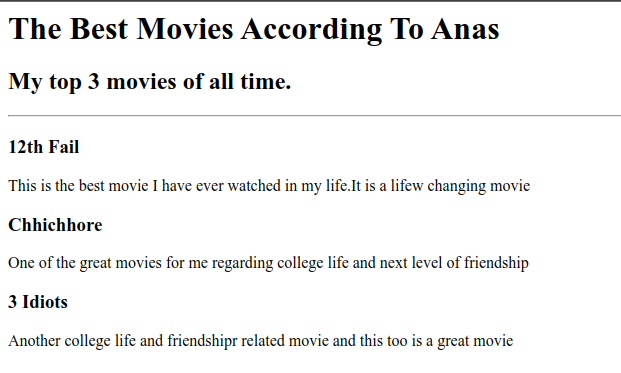 The Best Movies According To Anas
My top 3 movies of all time.
12th Fail
This is the best movie I have ever watched in my life.It is a lifew changing movie
Chhichhore
One of the great movies for me regarding college life and next level of friendship
3 Idiots
Another college life and friendshipr related movie and this too is a great movie